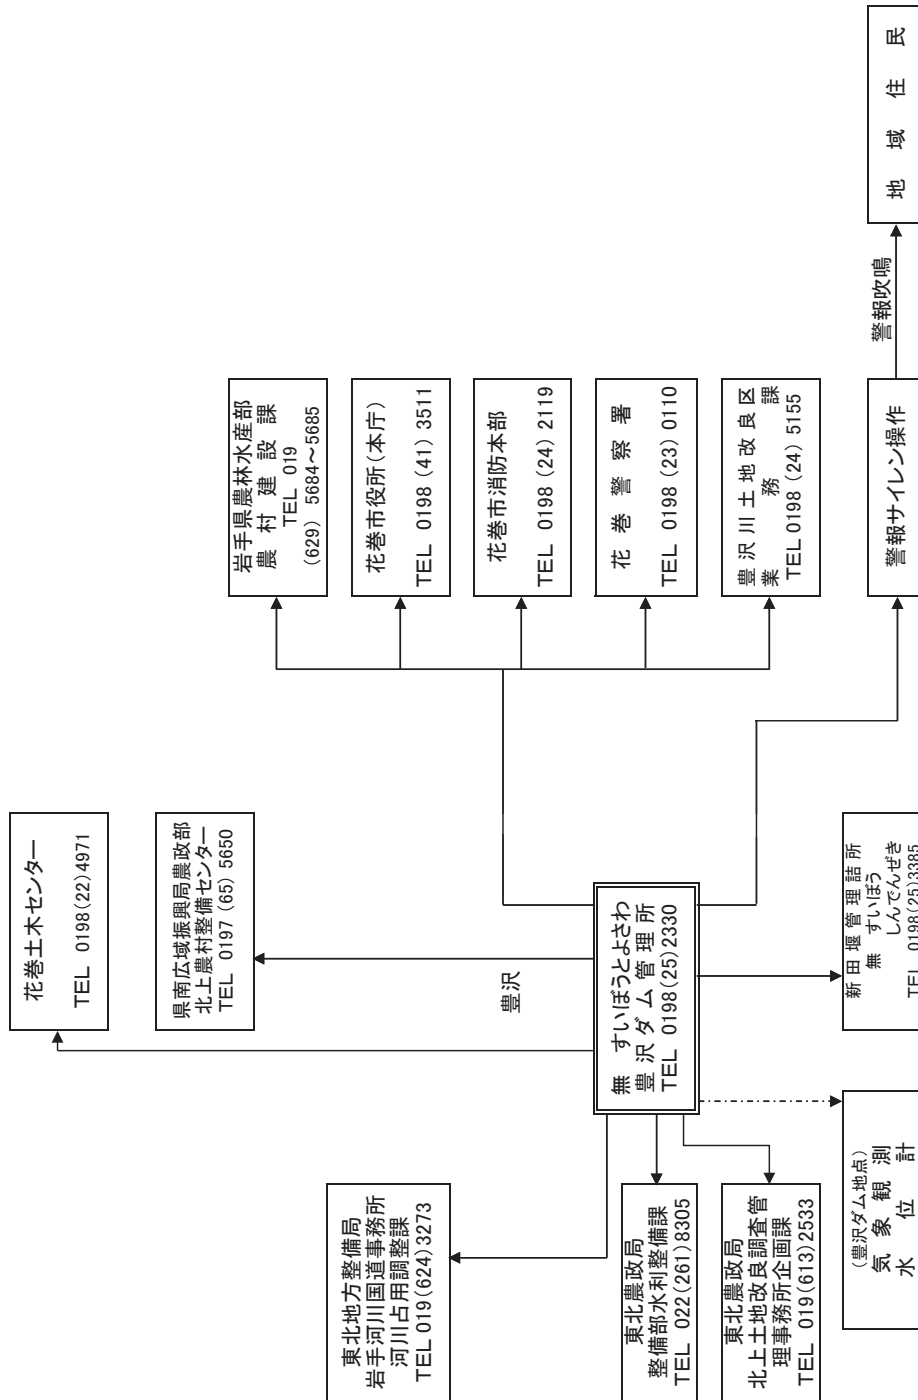 東北地方整備局
岩手河川国道事務所
河川占用調整課
TEL 019(624)3273
東北農政局
整備部水利整備課
TEL 022(261)8305
東北農政局
北上土地改良調査管
理事務所企画課
TEL 019(613)2533
(豊沢ダム地点)
気象観測
水位計
花巻土木センター
TEL 0198(22)4971
県南広域振興局農政部
北上農村整備センター
TEL 0197 (65) 5650
豊沢
無 すいぼうとよさわ
豊沢ダム管理所
TEL 0198(25)2330
新田堰管理詰所
無 すいぼう
しんでんぜき
TEL 0198(25)3385
岩手県農林水産部
農村建設課
TEL 019
(629) 5684~5685
花巻市役所(本庁)
TEL 0198 (41) 3511
花巻市消防本部
TEL 0198 (24) 2119
花巻警察署
TEL 0198 (23) 0110
豊沢川土地改良区
業務課
TEL 0198 (24) 5155
警報サイレン操作
警報吹鳴
地域住民